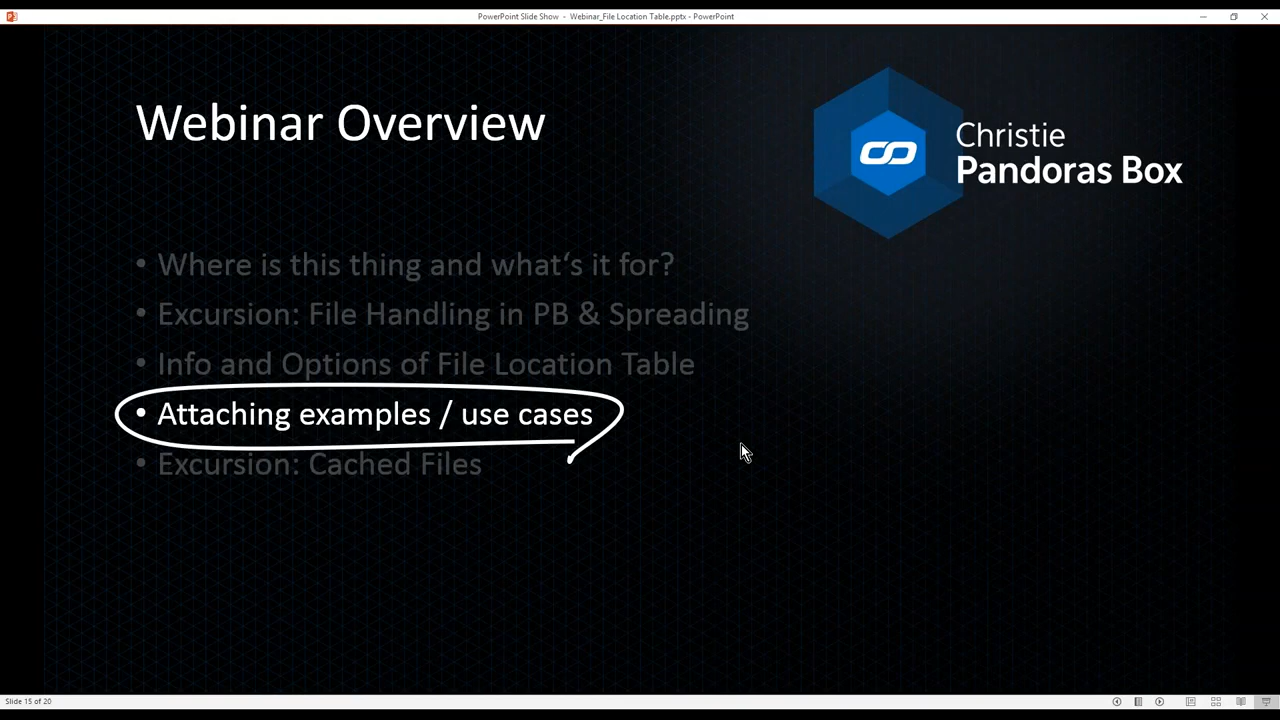 PowerPoint Slide Show - Webinar_File Location Table.pptx - PowerPoint
Webinar Overview
Christie
Pandoras Box
• Where is this thing and what‘s it for?
• Excursion: File Handling in PB & Spreading
• Info and Options of File Location Table
• Attaching examples / use cases
• Excursion: Cached Files
Slide 15 of 20